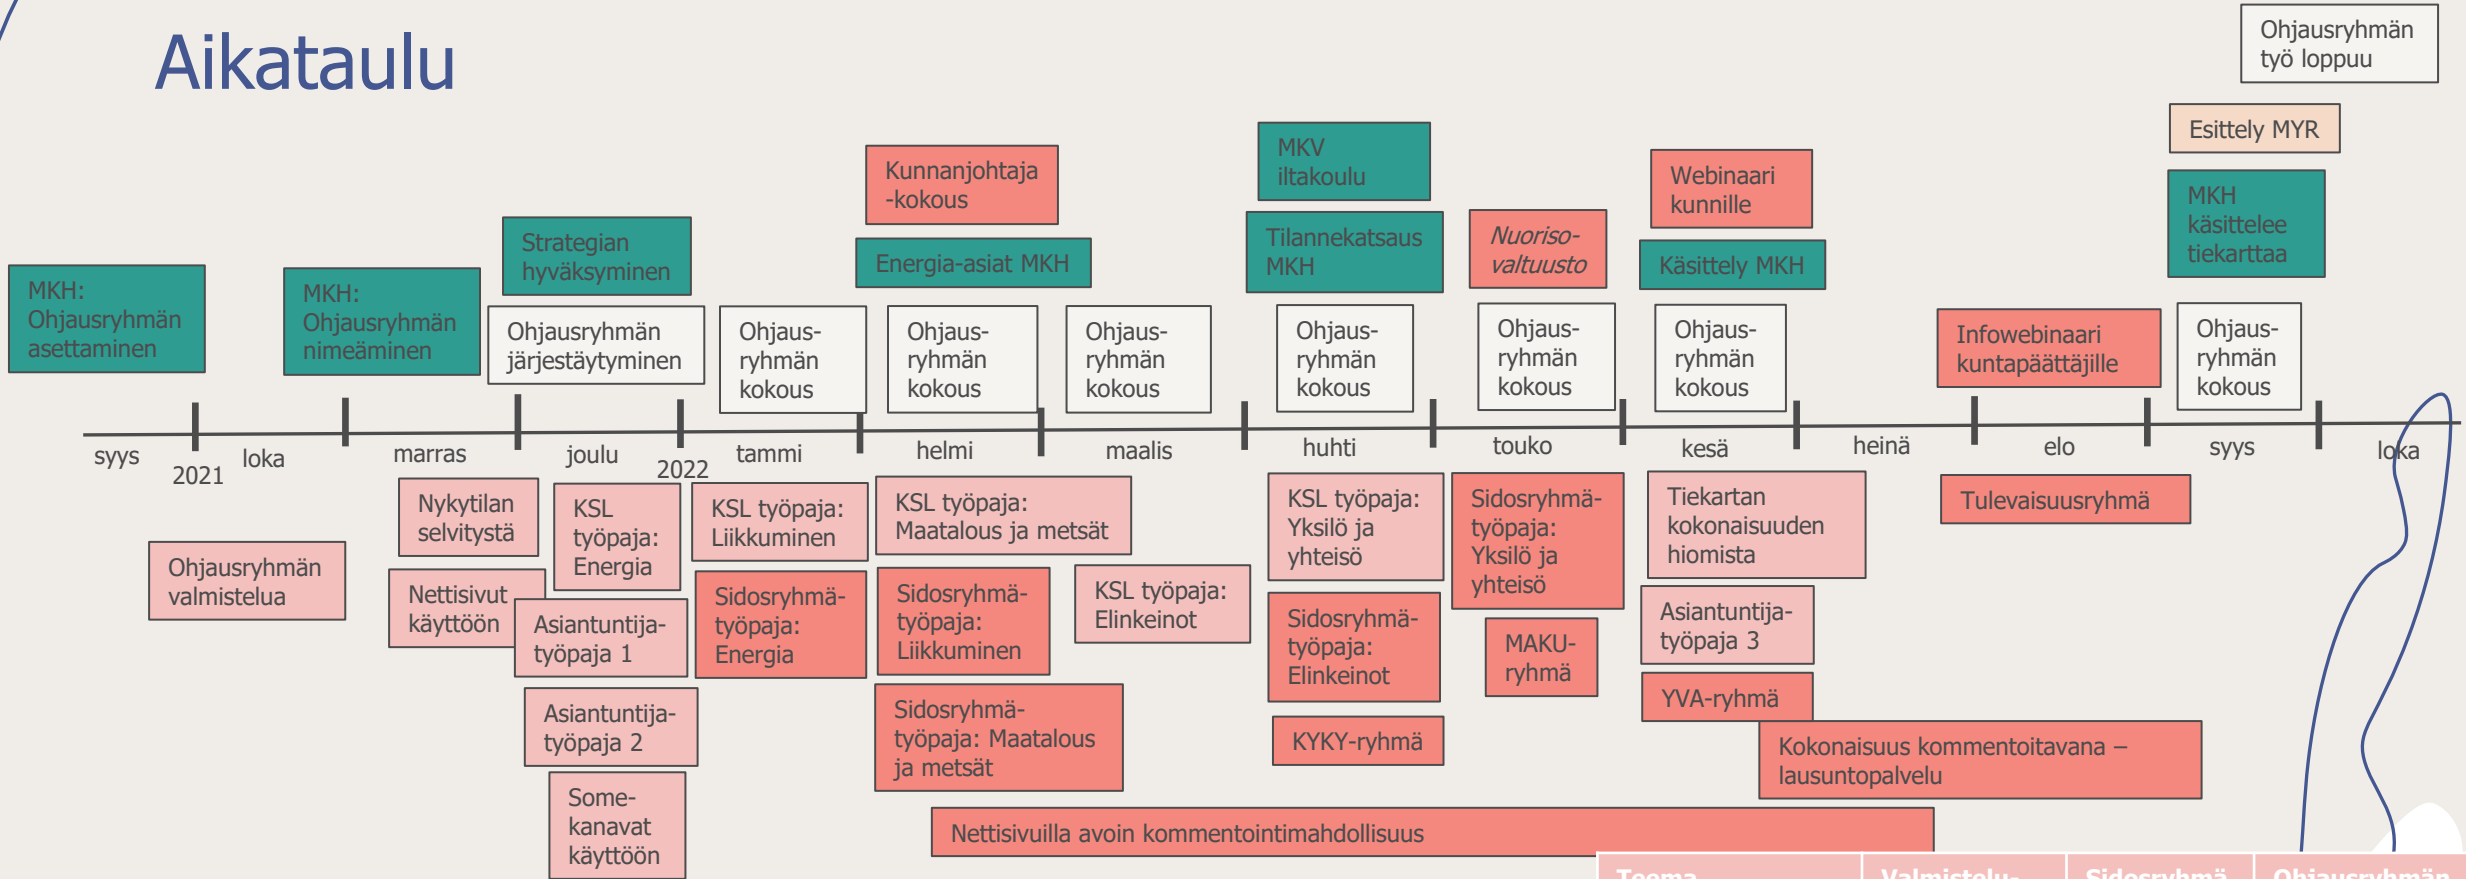 Aikataulu
Ohjausryhmän
työ loppuu
Esittely MYR
MKH
käsittelee
tiekarttaa
MKV
iltakoulu
Tilannekatsaus
MKH
Kunnanjohtaja
-kokous
Energia-asiat MKH
Webinaari
kunnille
Käsittely MKH
Nuoriso-
valtuusto
Strategian
hyväksyminen
MKH:
Ohjausryhmän
asettaminen
MKH:
Ohjausryhmän
nimeäminen
Ohjausryhmän
järjestäytyminen
Ohjaus-
ryhmän
kokous
Ohjaus-
ryhmän
kokous
Ohjaus-
ryhmän
kokous
Ohjaus-
ryhmän
kokous
Ohjaus-
ryhmän
kokous
Ohjaus-
ryhmän
kokous
Infowebinaari
kuntapäättäjille
Ohjaus-
ryhmän
kokous
syys
2021
loka
marras
joulu
2022
tammi
helmi
maalis
huhti
touko
kesä
heinä
elo
syys
loka
Ohjausryhmän
valmistelua
Nykytilan
selvitystä
Nettisivut
käyttöön
KSL
työpaja:
Energia
Asiantuntija-
työpaja 1
Asiantuntija-
työpaja 2
Some-
kanavat
käyttöön
KSL työpaja:
Liikkuminen
Sidosryhmä-
työpaja:
Energia
KSL työpaja:
Maatalous ja metsät
Sidosryhmä-
työpaja:
Liikkuminen
Sidosryhmä-
työpaja: Maatalous
ja metsät
KSL työpaja:
Elinkeinot
KSL työpaja:
Yksilö ja
yhteisö
Sidosryhmä-
työpaja:
Elinkeinot
KYKY-ryhmä
Sidosryhmä-
työpaja:
Yksilö ja
yhteisö
MAKU-
ryhmä
Tiekartan
kokonaisuuden
hiomista
Asiantuntija-
työpaja 3
YVA-ryhmä
Tulevaisuusryhmä
Kokonaisuus kommentoitavana –
lausuntopalvelu
Nettisivuilla avoin kommentointimahdollisuus
Teema
Valmistelu-
Sidosryhmä
Ohjausryhmän